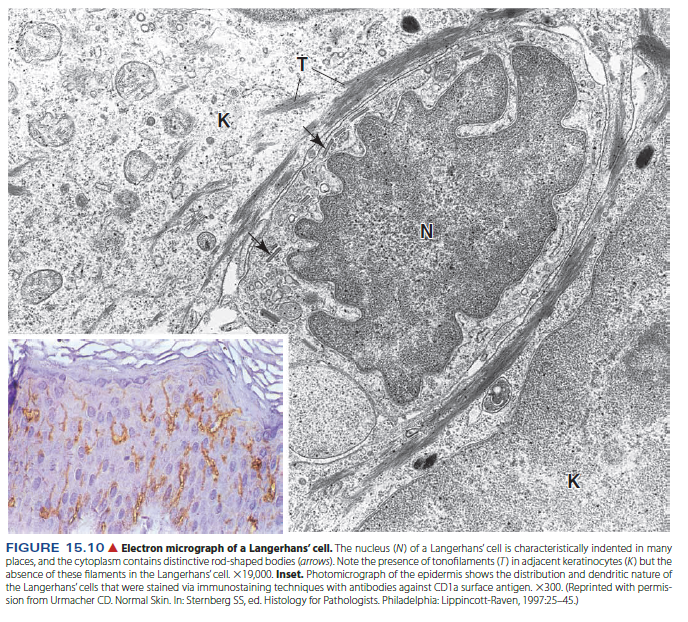 T
K
N
K
FIGURE 15.10 ▲ Electron micrograph of a Langerhans' cell. The nucleus (N) of a Langerhans' cell is characteristically indented in many
places, and the cytoplasm contains distinctive rod-shaped bodies (arrows). Note the presence of tonofilaments (T) in adjacent keratinocytes (K) but the
absence of these filaments in the Langerhans' cell. ×19,000. Inset. Photomicrograph of the epidermis shows the distribution and dendritic nature of
the Langerhans' cells that were stained via immunostaining techniques with antibodies against CD1a surface antigen. ×300. (Reprinted with permis-
sion from Urmacher CD. Normal Skin. In: Sternberg SS, ed. Histology for Pathologists. Philadelphia: Lippincott-Raven, 1997:25–45.)